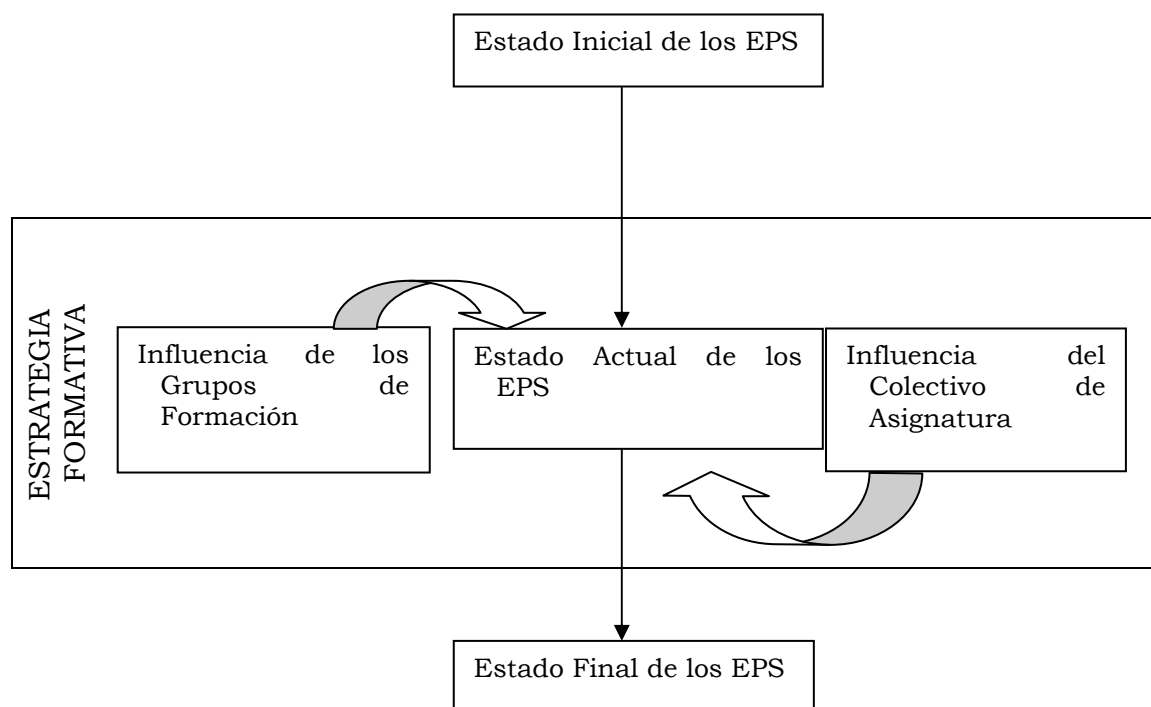 Estado Inicial de los EPS
ESTRATEGIA
FORMATIVA
Influencia de los
Grupos de
Formación
Estado Actual de los
EPS
Influencia del
Colectivo de
Asignatura
Estado Final de los EPS